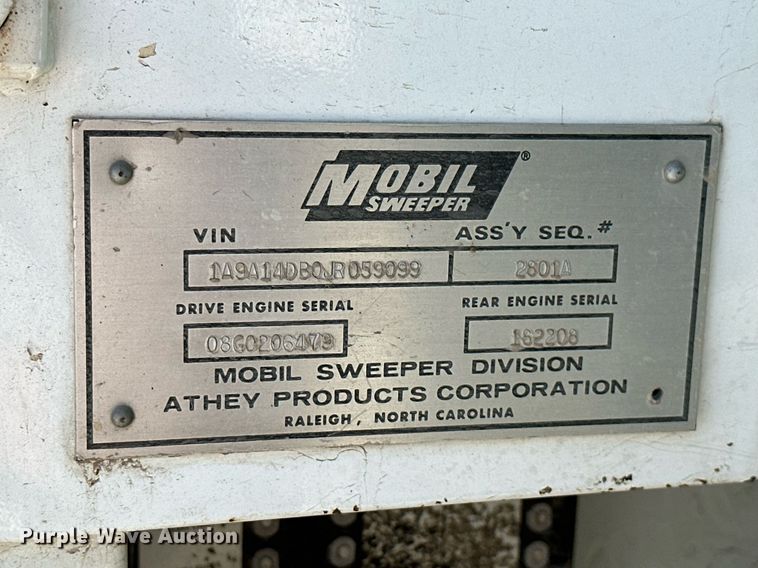 MOBIL®
SWEEPER
VIN ASS'Y SEQ.#
1A9A14DB0JR059099 2801A
DRIVE ENGINE SERIAL REAR ENGINE SERIAL
08G0206479 162208
MOBIL SWEEPER DIVISION
ATHEY PRODUCTS CORPORATION
RALEIGH, NORTH CAROLINA
Purple Wave Auction